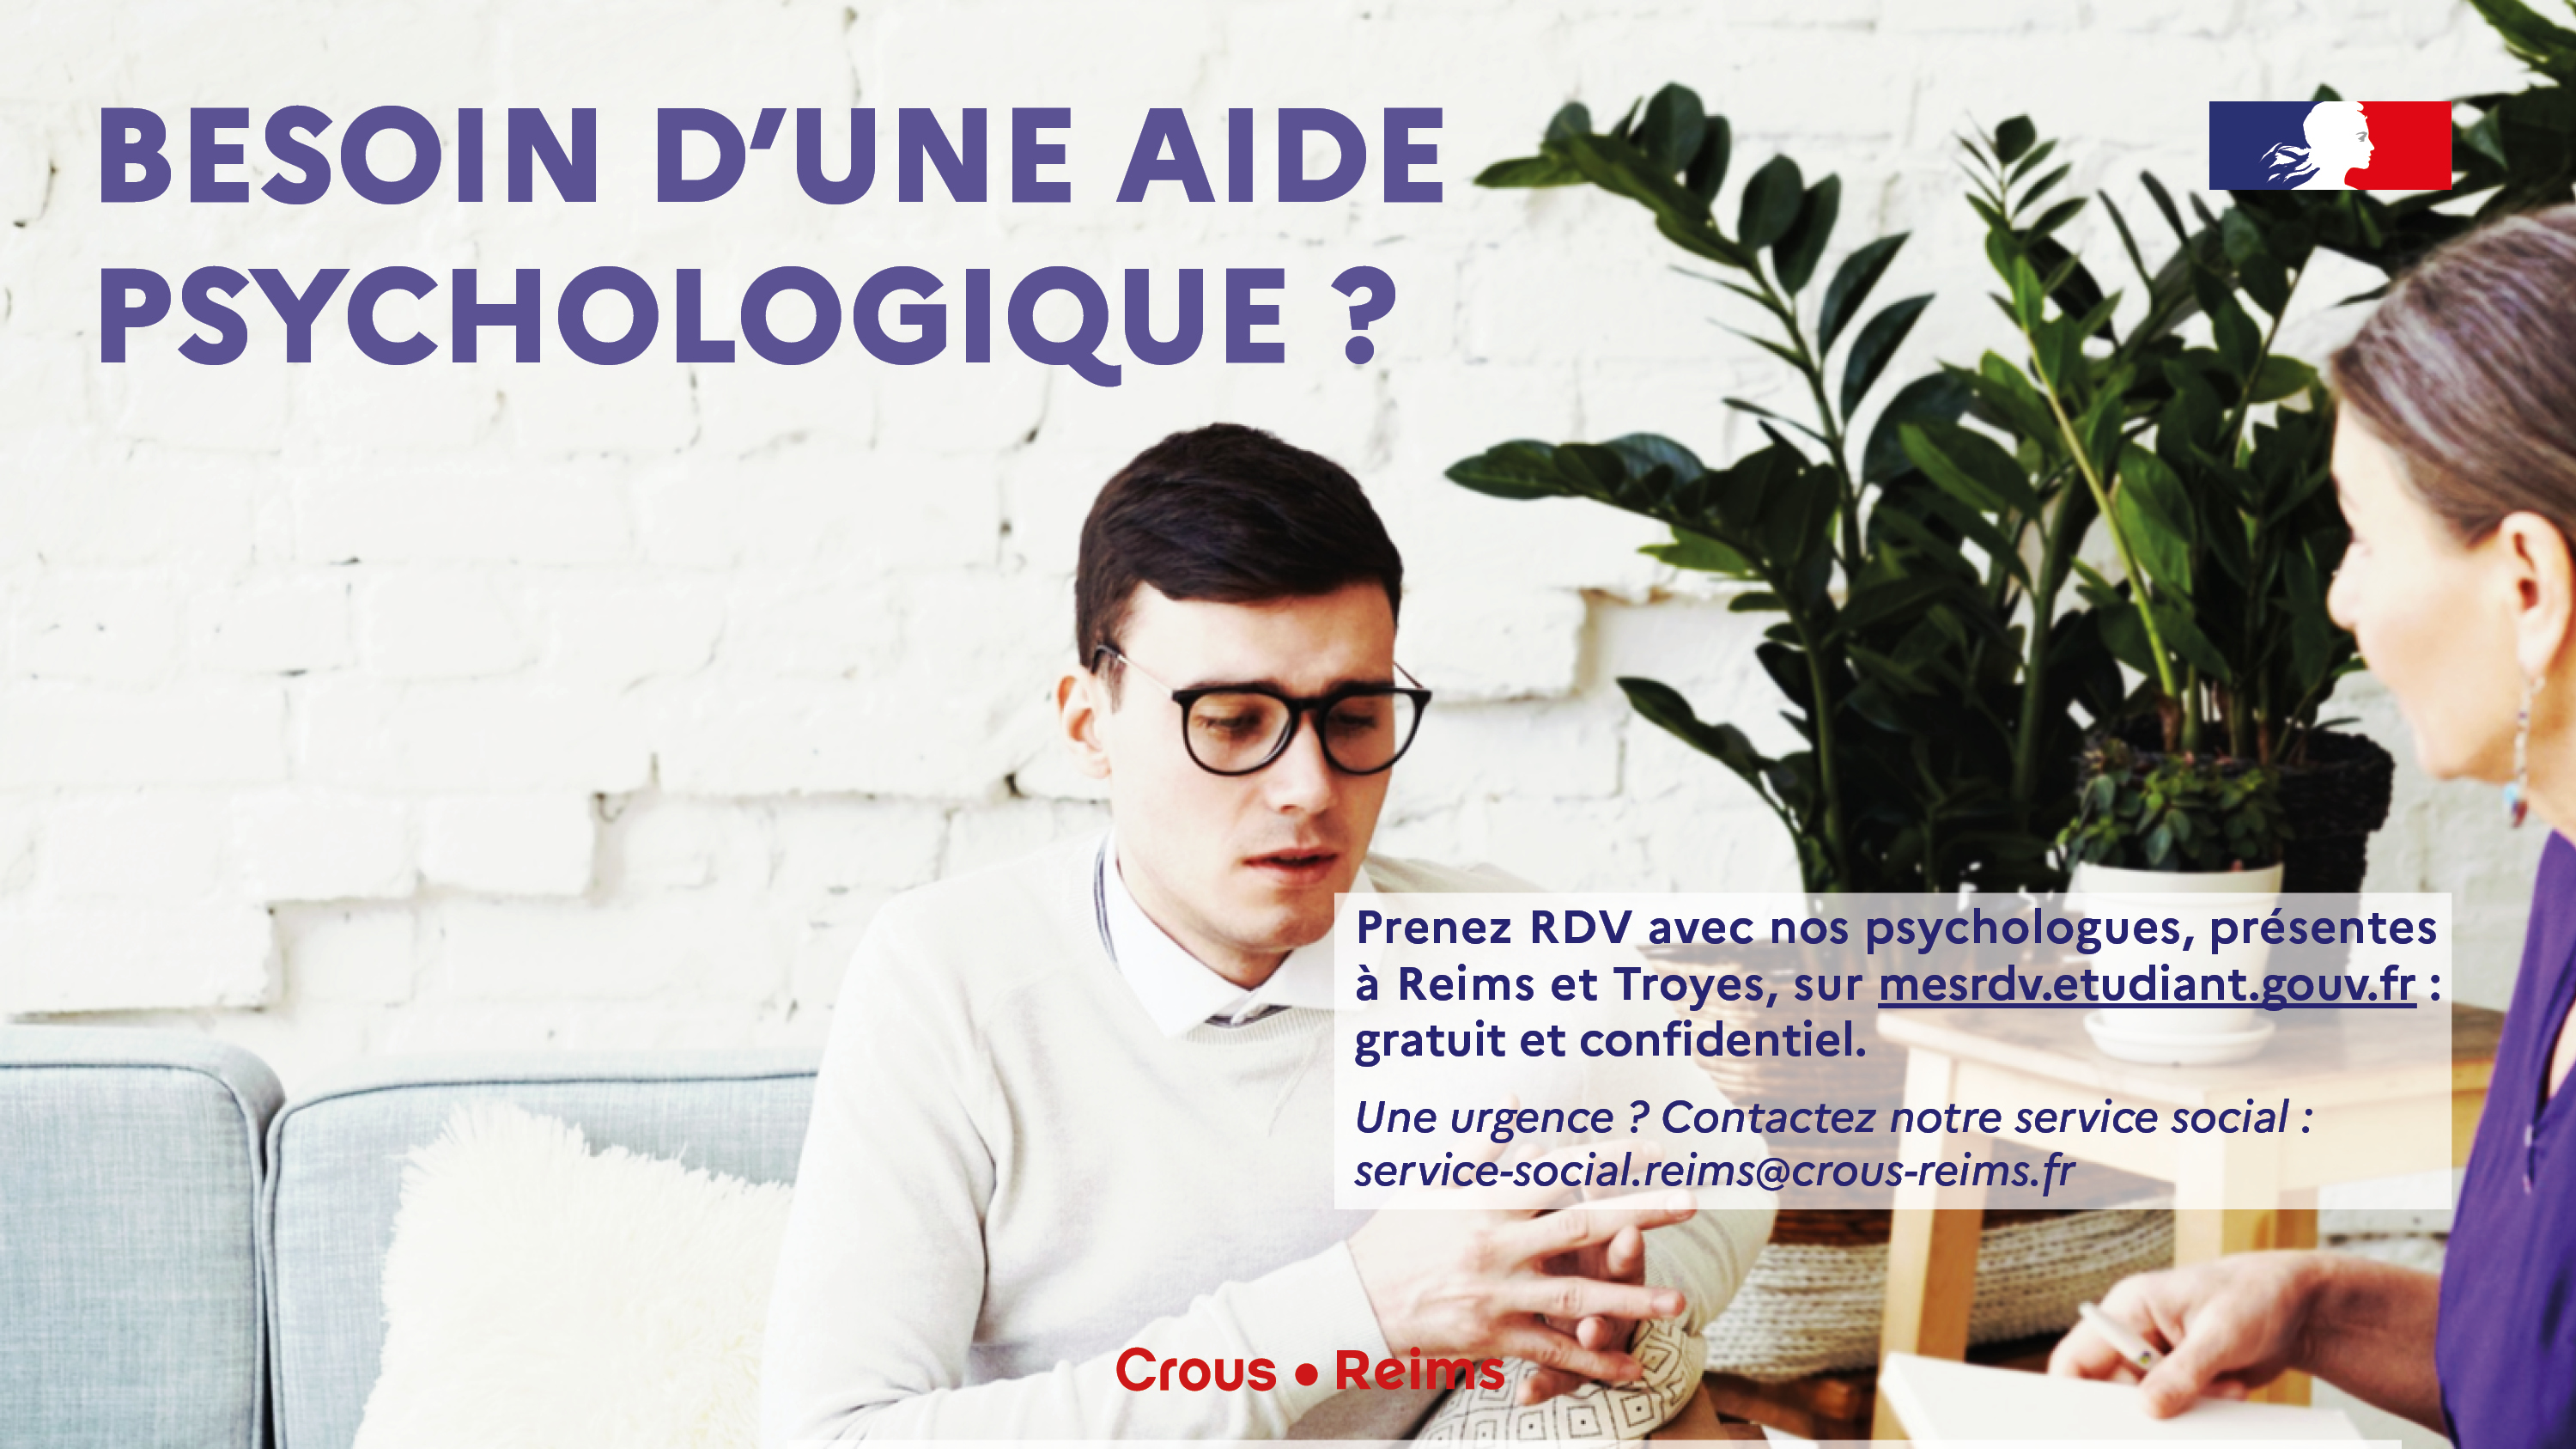 BESOIN D’UNE AIDE
PSYCHOLOGIQUE ?
Prenez RDV avec nos psychologues, présentes
à Reims et Troyes, sur mesrdv.etudiant.gouv.fr :
gratuit et confidentiel.
Une urgence ? Contactez notre service social :
service-social.reims@crous-reims.fr
Crous • Reims